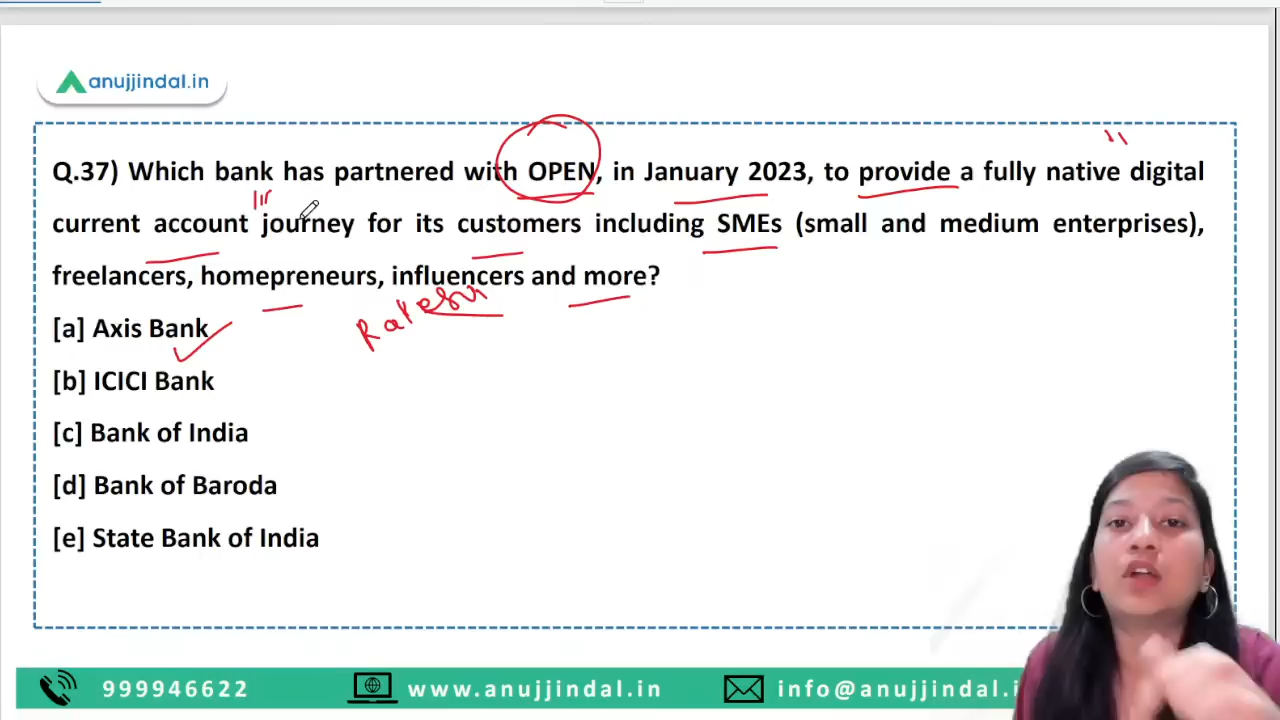 anujjindal.in
Q.37) Which bank has partnered with OPEN, in January 2023, to provide a fully native digital
current account journey for its customers including SMEs (small and medium enterprises),
freelancers, homepreneurs, influencers and more?
Rakesh
[a] Axis Bank
[b] ICICI Bank
[c] Bank of India
[d] Bank of Baroda
[e] State Bank of India
999946622
www.anujjindal.in
info@anujjindal.i